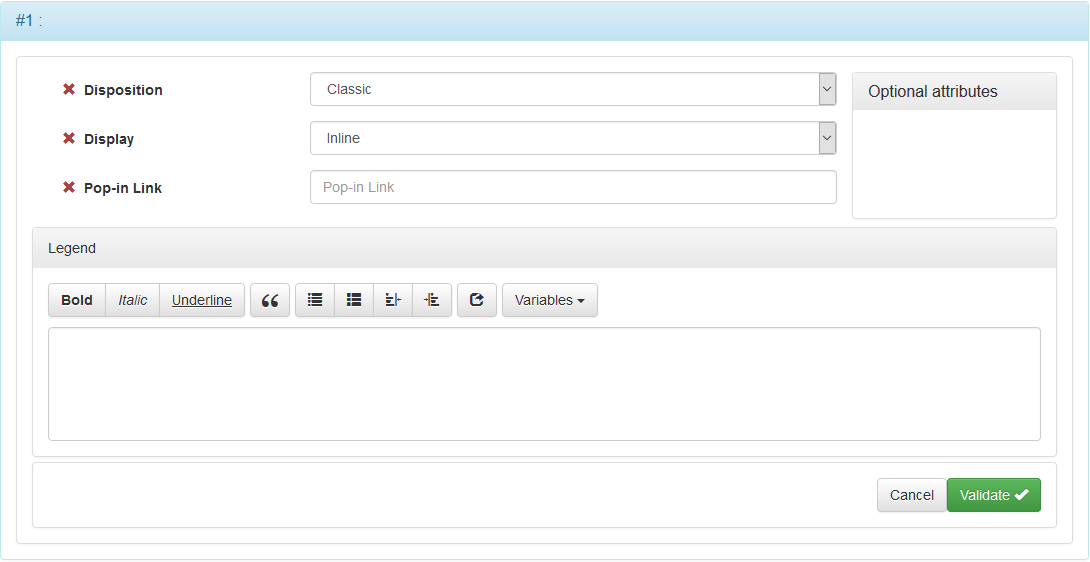 #1 :
Disposition
Classic
Optional attributes
Display
Inline
Pop-in Link
Pop-in Link
Legend
Bold Italic Underline Variables
Cancel Validate